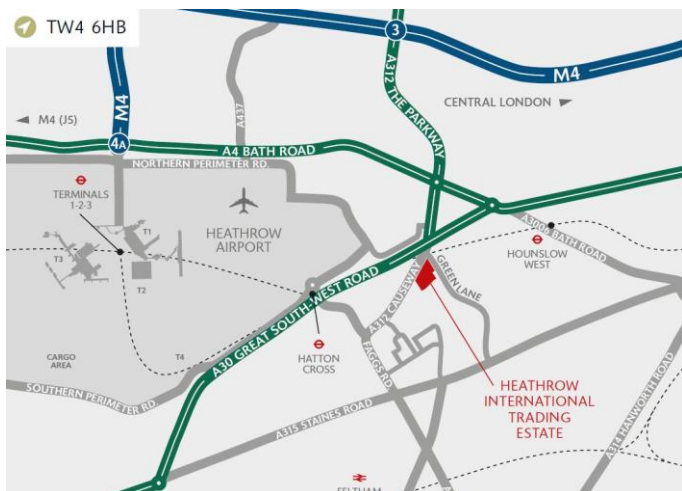 TW4 6HB
3
M4
M4
A312 THE PARKWAY
CENTRAL LONDON
M4 (J5)
A437
4A
A4 BATH ROAD
NORTHERN PERIMETER RD.
TERMINALS
1-2-3
T1
T3
T2
HEATHROW
AIRPORT
A3006 BATH ROAD
HOUNSLOW
WEST
GREEN LANE
A312 CAUSEWAY
A30 GREAT SOUTH-WEST ROAD
HATTON
CROSS
FAGGS RD
CARGO
AREA
T4
SOUTHERN PERIMETER RD.
HEATHROW
INTERNATIONAL
TRADING
ESTATE
A315 STAINES ROAD
A314 HANWORTH ROAD
FELTHAM